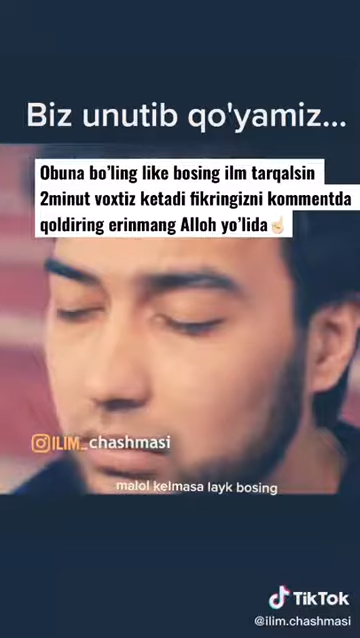 Biz unutib qo'yamiz...
Obuna bo’ling like bosing ilm tarqalsin
2minut voxtiz ketadi fikringizni kommentda
qoldiring erinmang Alloh yo’lida☝🏻
ILIM_chashmasi
malol kelmasa layk bosing
TikTok
@ilim.chashmasi